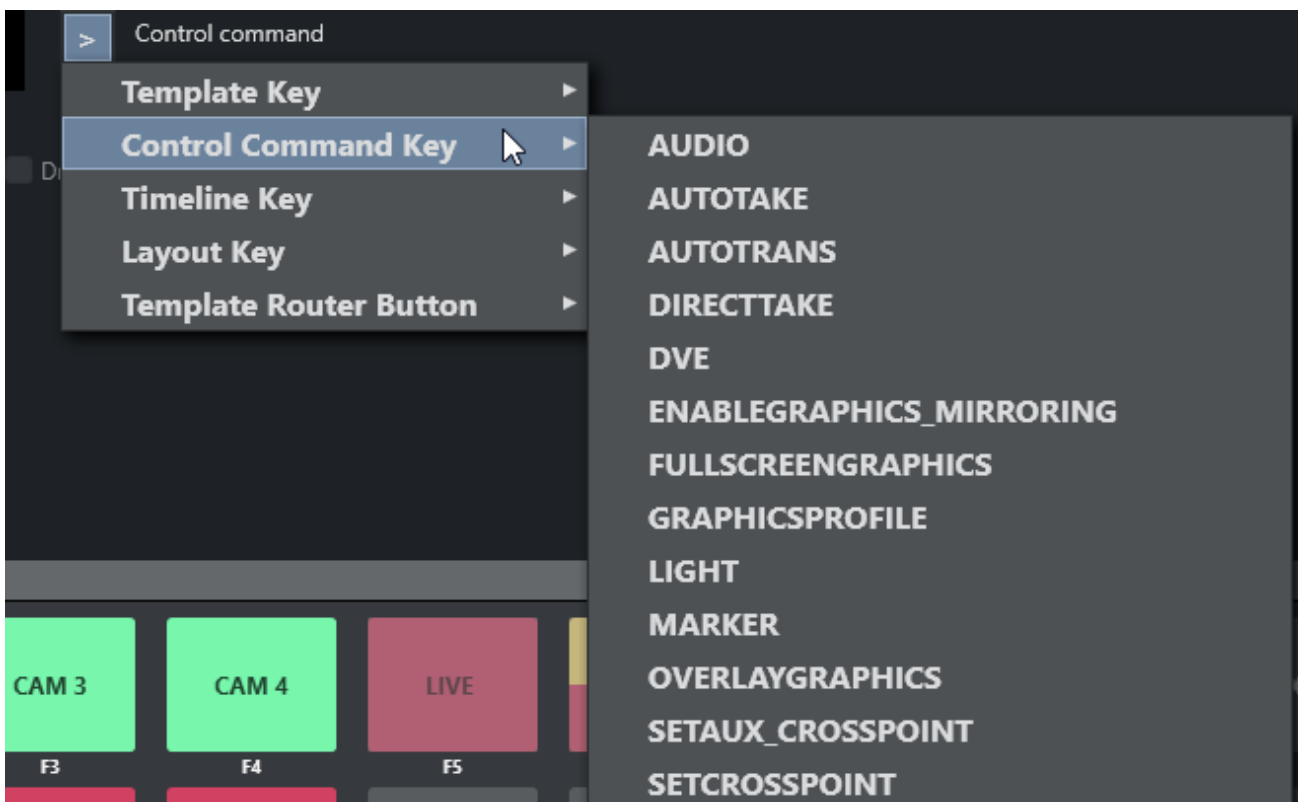 > Control command
Template Key
Control Command Key
Timeline Key
Layout Key
Template Router Button
AUDIO
AUTOTAKE
AUTOTRANS
DIRECTTAKE
DVE
ENABLEGRAPHICS_MIRRORING
FULLSCREENGRAPHICS
GRAPHICSPROFILE
LIGHT
MARKER
OVERLAYGRAPHICS
SETAUX_CROSSPOINT
SETCROSSPOINT
CAM 3 CAM 4 LIVE
F3 F4 F5